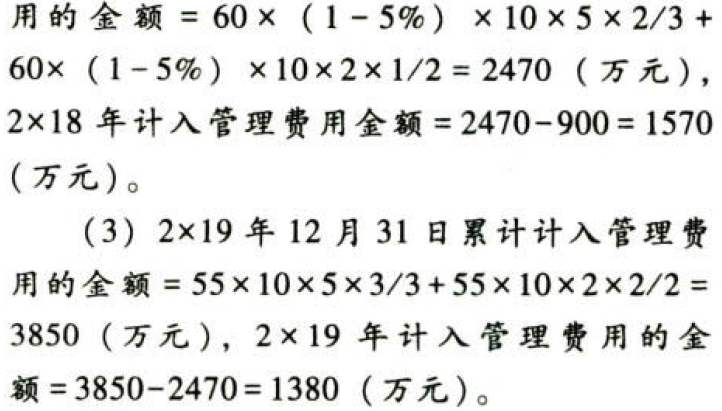 用的金额 = 60 × (1 - 5%) × 10 × 5 × 2/3 +
60× (1 - 5%) × 10 × 2 × 1/2 = 2470 (万元),
2×18 年计入管理费用金额 = 2470-900 = 1570
(万元)。
(3) 2×19 年 12 月 31 日累计计入管理费
用的金额 = 55 × 10 × 5 × 3/3 + 55 × 10 × 2 × 2/2 =
3850 (万元), 2×19 年计入管理费用的金
额 = 3850-2470 = 1380 (万元)。